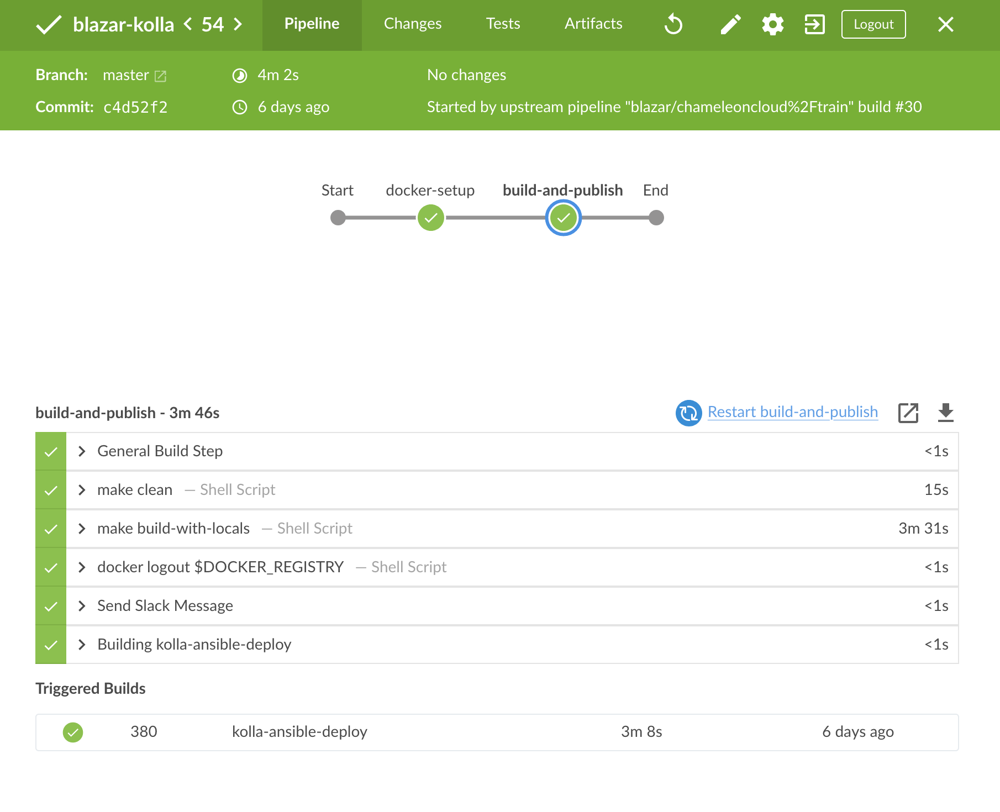 blazar-kolla < 54 > Pipeline Changes Tests Artifacts Logout
Branch: master 4m 2s No changes
Commit: c4d52f2 6 days ago Started by upstream pipeline "blazar/chameleoncloud%2Ftrain" build #30
Start docker-setup build-and-publish End
build-and-publish - 3m 46s Restart build-and-publish
General Build Step <1s
make clean — Shell Script 15s
make build-with-locals — Shell Script 3m 31s
docker logout $DOCKER_REGISTRY — Shell Script <1s
Send Slack Message <1s
Building kolla-ansible-deploy <1s
Triggered Builds
380 kolla-ansible-deploy 3m 8s 6 days ago